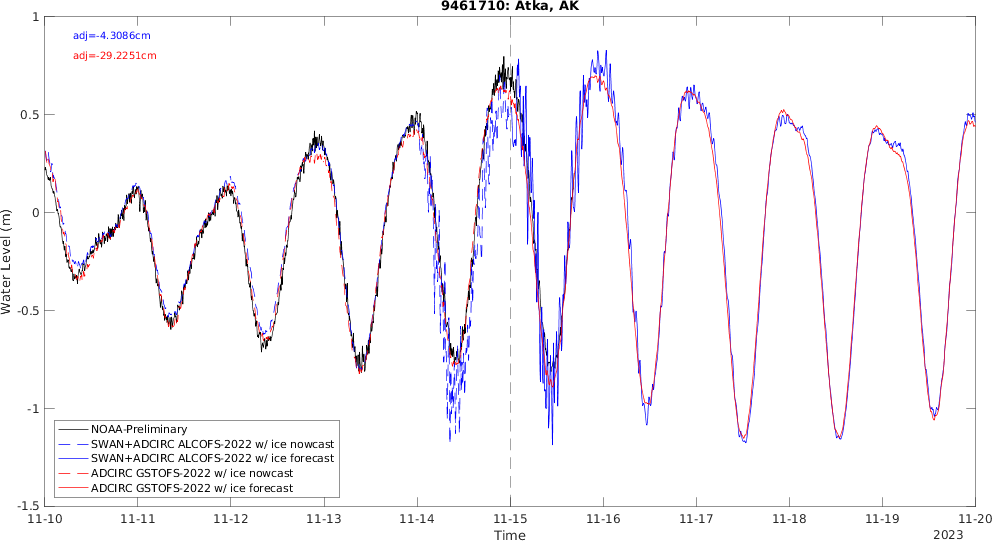 9461710: Atka, AK
adj=-4.3086cm
adj=-29.2251cm
1
0.5
0
-0.5
-1
-1.5
Water Level (m)
NOAA-Preliminary
SWAN+ADCIRC ALCOFS-2022 w/ ice nowcast
SWAN+ADCIRC ALCOFS-2022 w/ ice forecast
ADCIRC GSTOFS-2022 w/ ice nowcast
ADCIRC GSTOFS-2022 w/ ice forecast
11-10 11-11 11-12 11-13 11-14 11-15 11-16 11-17 11-18 11-19 11-20
Time
2023